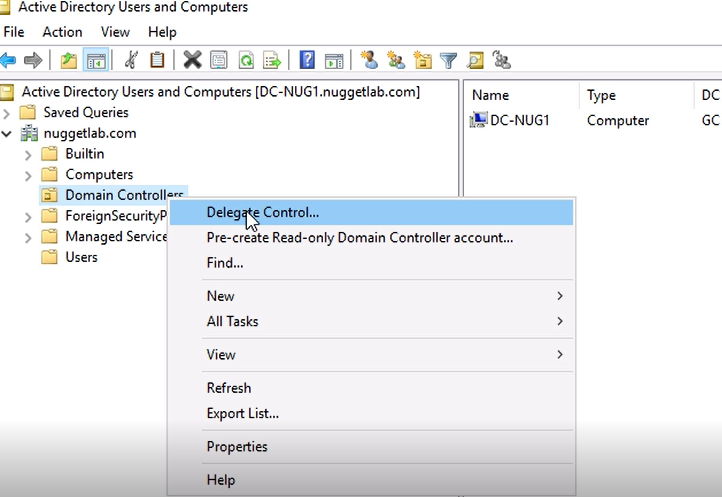 Active Directory Users and Computers
File Action View Help
Active Directory Users and Computers [DC-NUG1.nuggetlab.com]
Saved Queries
nuggetlab.com
Builtin
Computers
Domain Controllers
ForeignSecurityP
Managed Service
Users
Name Type DC
DC-NUG1 Computer GC
Delegate Control...
Pre-create Read-only Domain Controller account...
Find...
New
All Tasks
View
Refresh
Export List...
Properties
Help